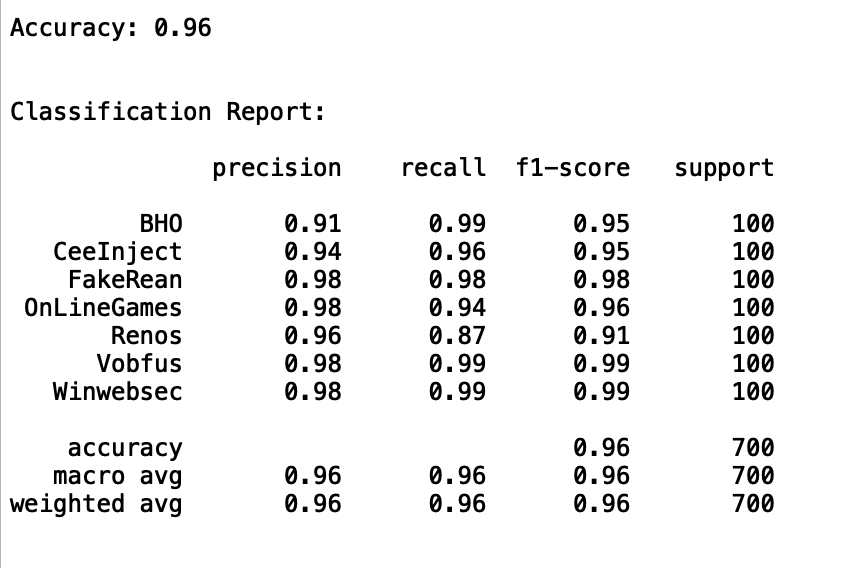 Accuracy: 0.96
Classification Report:
precision recall f1-score support
BHO 0.91 0.99 0.95 100
CeeInject 0.94 0.96 0.95 100
FakeRean 0.98 0.98 0.98 100
OnLineGames 0.98 0.94 0.96 100
Renos 0.96 0.87 0.91 100
Vobfus 0.98 0.99 0.99 100
Winwebsec 0.98 0.99 0.99 100
accuracy 0.96 700
macro avg 0.96 0.96 0.96 700
weighted avg 0.96 0.96 0.96 700